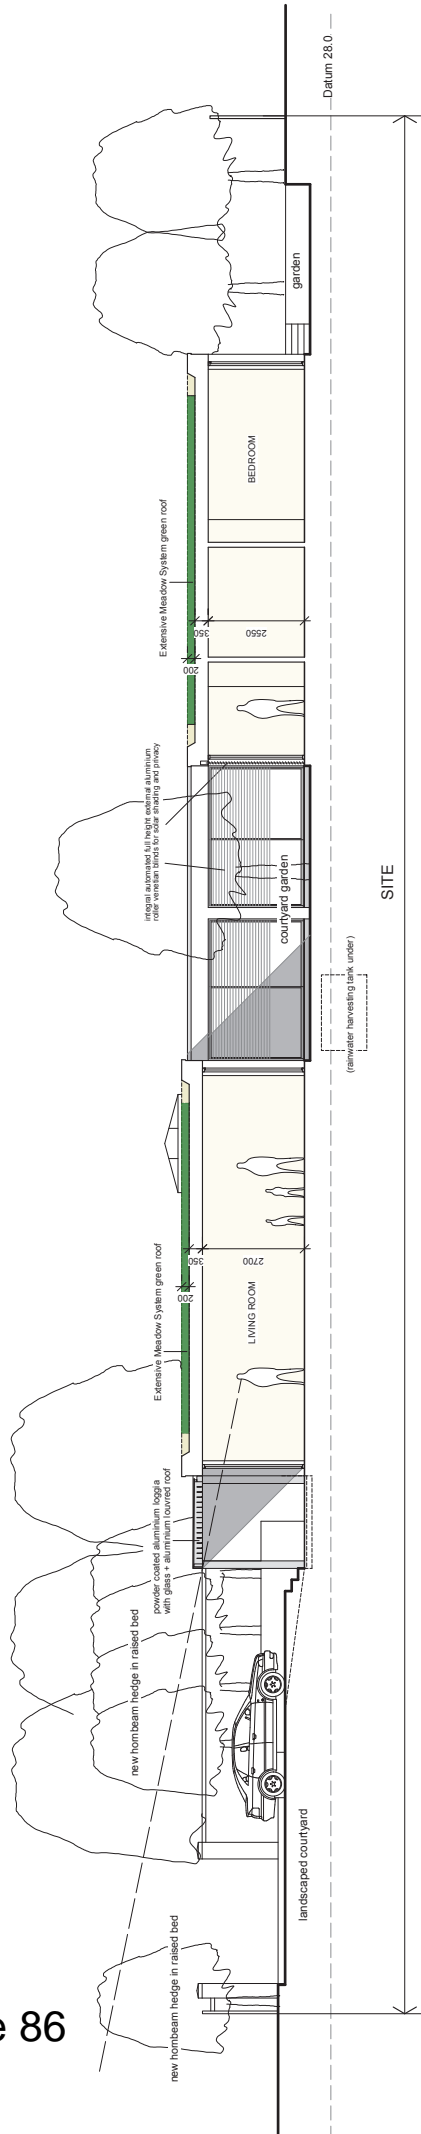 new hornbeam hedge in raised bed
new hornbeam hedge in raised bed
powder coated aluminium loggia
with glass + aluminium louvred roof
Extensive Meadow System green roof
integral automated full height external aluminium
roller venetian blinds for solar shading and privacy
Extensive Meadow System green roof
200
350
2700
200
350
2550
landscaped courtyard
LIVING ROOM
courtyard garden
BEDROOM
garden
(rainwater harvesting tank under)
Datum 28.0
SITE
e 86